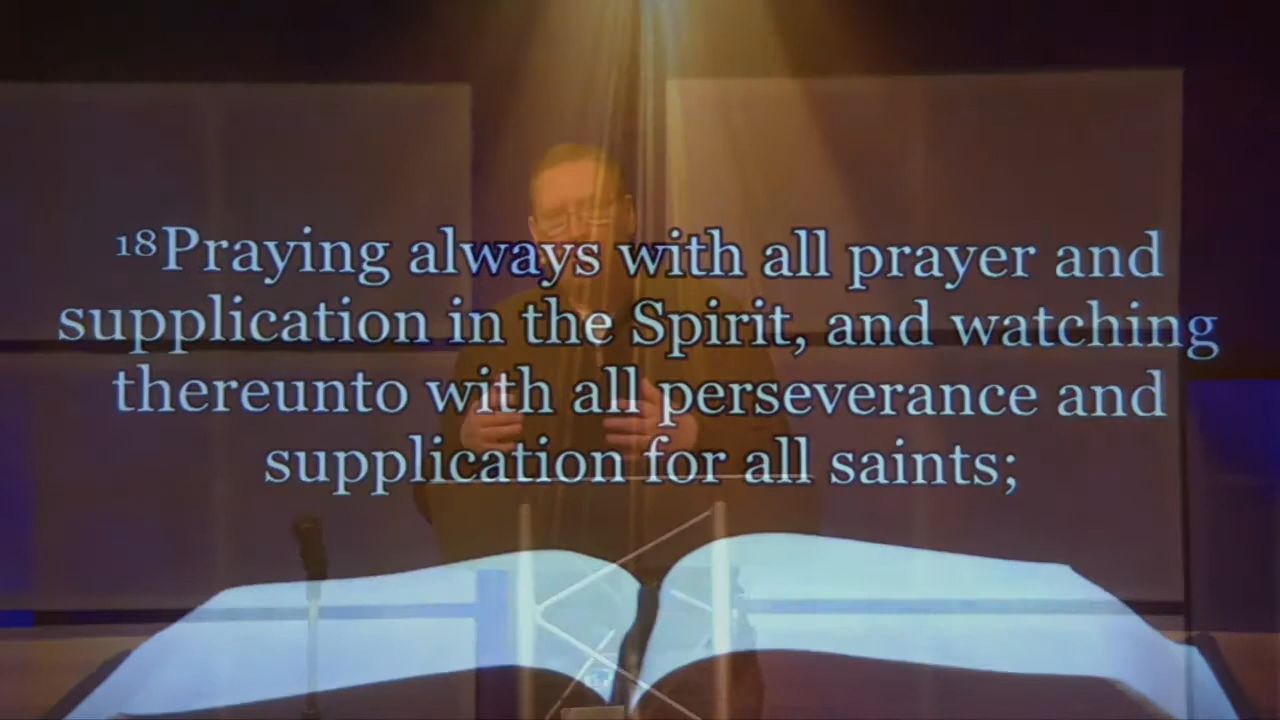 18Praying always with all prayer and
supplication in the Spirit, and watching
thereunto with all perseverance and
supplication for all saints;